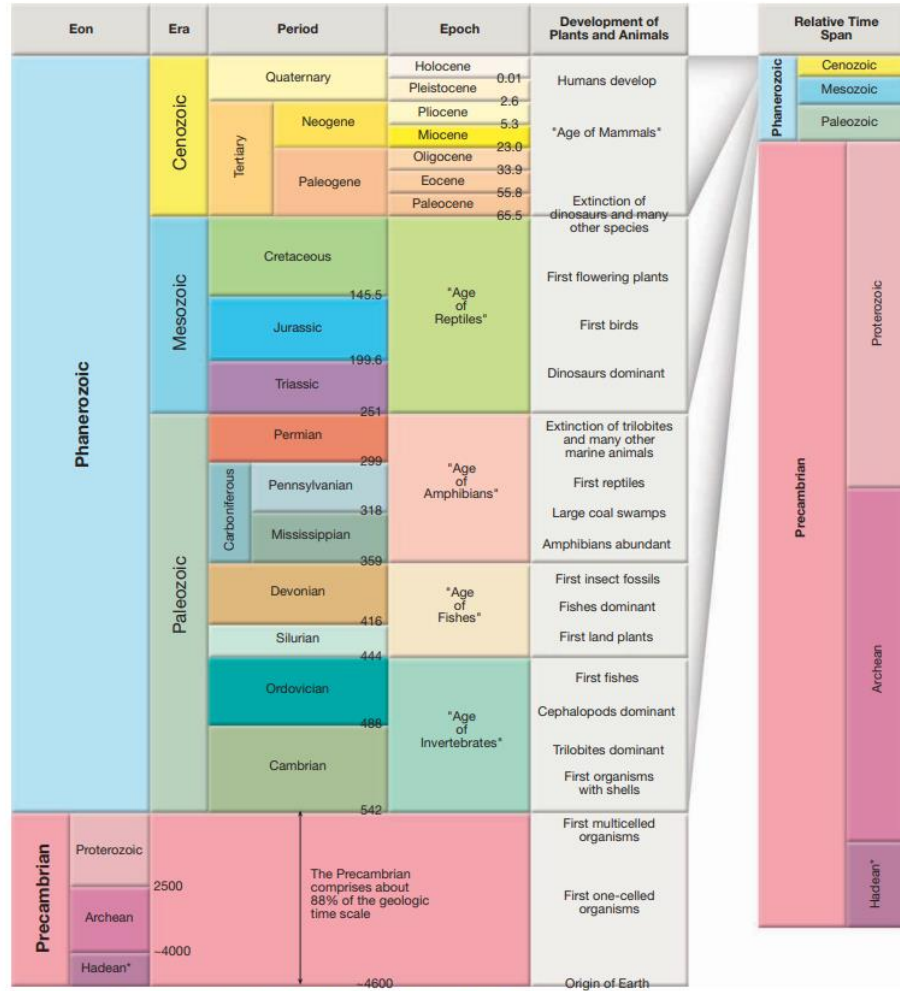 Eon
Era
Period
Epoch
Development of
Plants and Animals
Relative Time
Span
Phanerozoic
Cenozoic
Quaternary
Holocene
0.01
Pleistocene
2.6
Humans develop
Tertiary
Neogene
Pliocene
5.3
Miocene
23.0
"Age of Mammals"
Paleogene
Oligocene
33.9
Eocene
55.8
Paleocene
65.5
Extinction of
dinosaurs and many
other species
Mesozoic
Cretaceous
145.5
Jurassic
199.6
Triassic
251
"Age
of
Reptiles"
First flowering plants
First birds
Dinosaurs dominant
Paleozoic
Permian
299
Carboniferous
Pennsylvanian
318
Mississippian
359
"Age
of
Amphibians"
Extinction of trilobites
and many other
marine animals
First reptiles
Large coal swamps
Amphibians abundant
Devonian
416
Silurian
444
"Age
of
Fishes"
First insect fossils
Fishes dominant
First land plants
Ordovician
488
Cambrian
542
"Age
of
Invertebrates"
First fishes
Cephalopods dominant
Trilobites dominant
First organisms
with shells
Precambrian
Proterozoic
2500
Archean
~4000
Hadean*
The Precambrian
comprises about
88% of the geologic
time scale
~4600
First multicelled
organisms
First one-celled
organisms
Origin of Earth
Phanerozoic
Cenozoic
Mesozoic
Paleozoic
Precambrian
Proterozoic
Archean
Hadean*